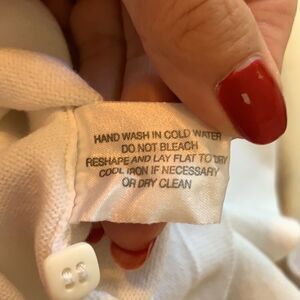 HAND WASH IN COLD WATER
DO NOT BLEACH
RESHAPE AND LAY FLAT TO DRY
COOL IRON IF NECESSARY
OR DRY CLEAN